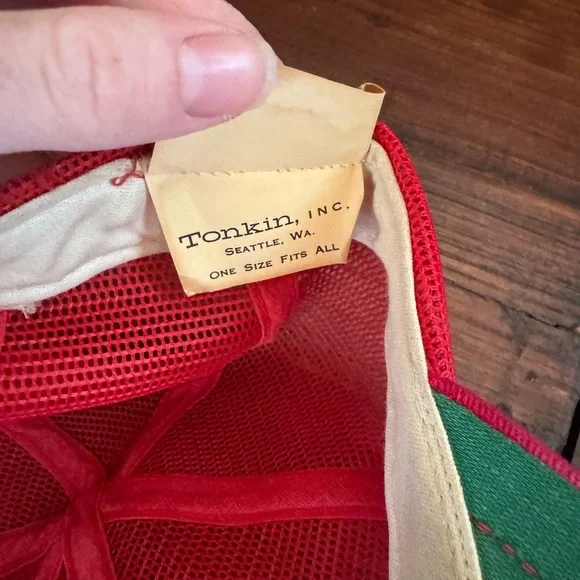 Tonkin, INC.
SEATTLE, WA.
ONE SIZE FITS ALL